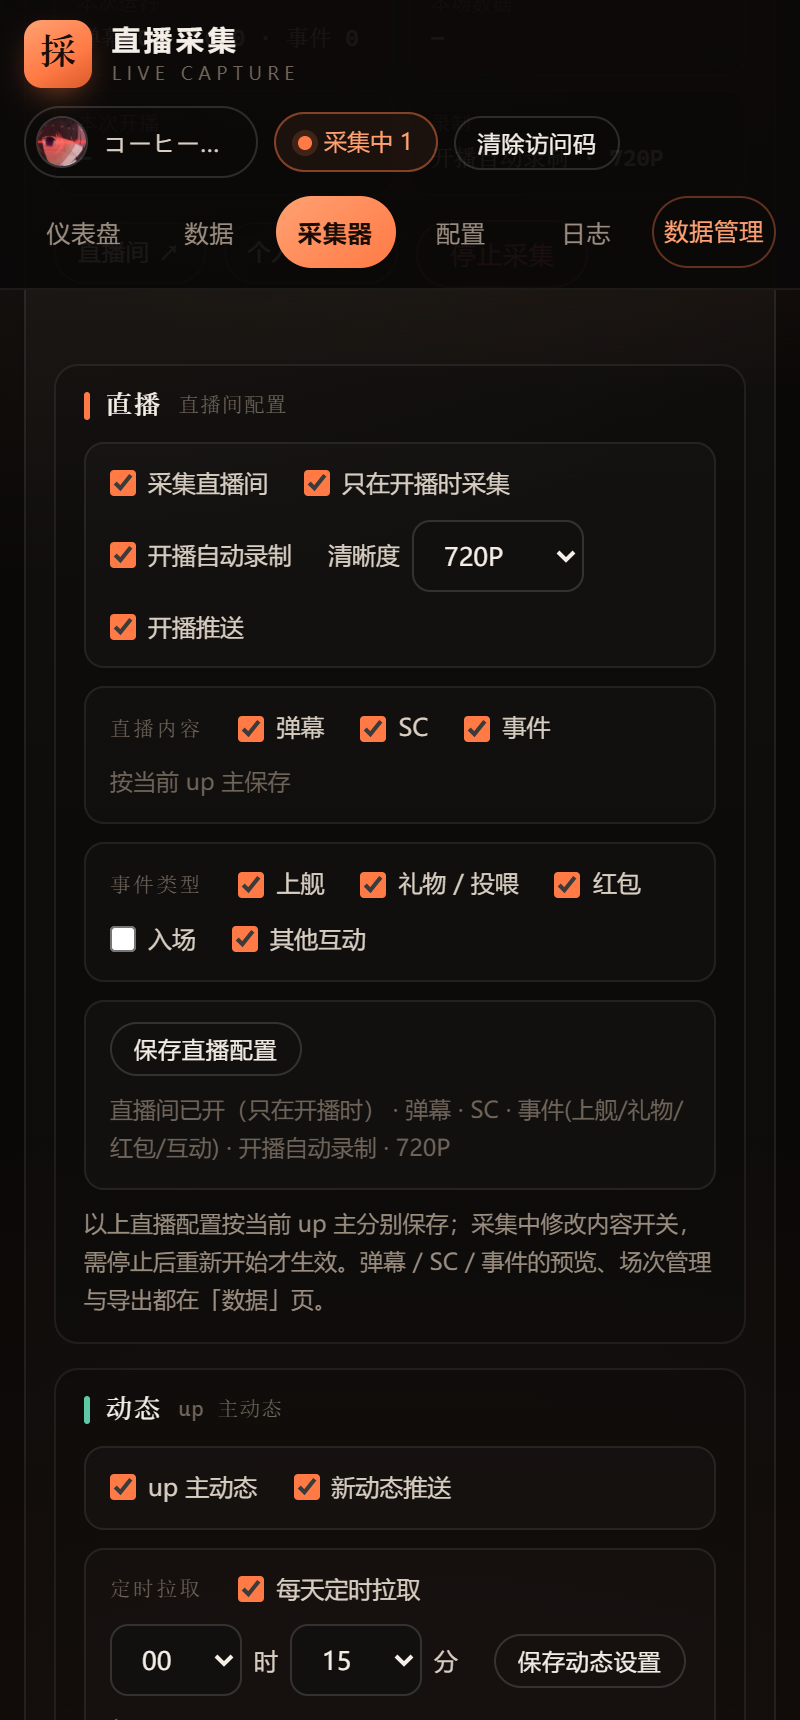 採 直播采集
LIVE CAPTURE
コーヒー... 采集中 1 清除访问码
仪表盘 数据 采集器 配置 日志 数据管理
直播间 ↗ 停止采集
直播 直播间配置
采集直播间 只在开播时采集
开播自动录制 清晰度 720P
开播推送
直播内容 弹幕 SC 事件
按当前 up 主保存
事件类型 上舰 礼物 / 投喂 红包
入场 其他互动
保存直播配置
直播间已开（只在开播时） · 弹幕 · SC · 事件(上舰/礼物/
红包/互动) · 开播自动录制 · 720P
以上直播配置按当前 up 主分别保存；采集中修改内容开关，
需停止后重新开始才生效。弹幕 / SC / 事件的预览、场次管理
与导出都在「数据」页。
动态 up 主动态
up 主动态 新动态推送
定时拉取 每天定时拉取
00 时 15 分 保存动态设置